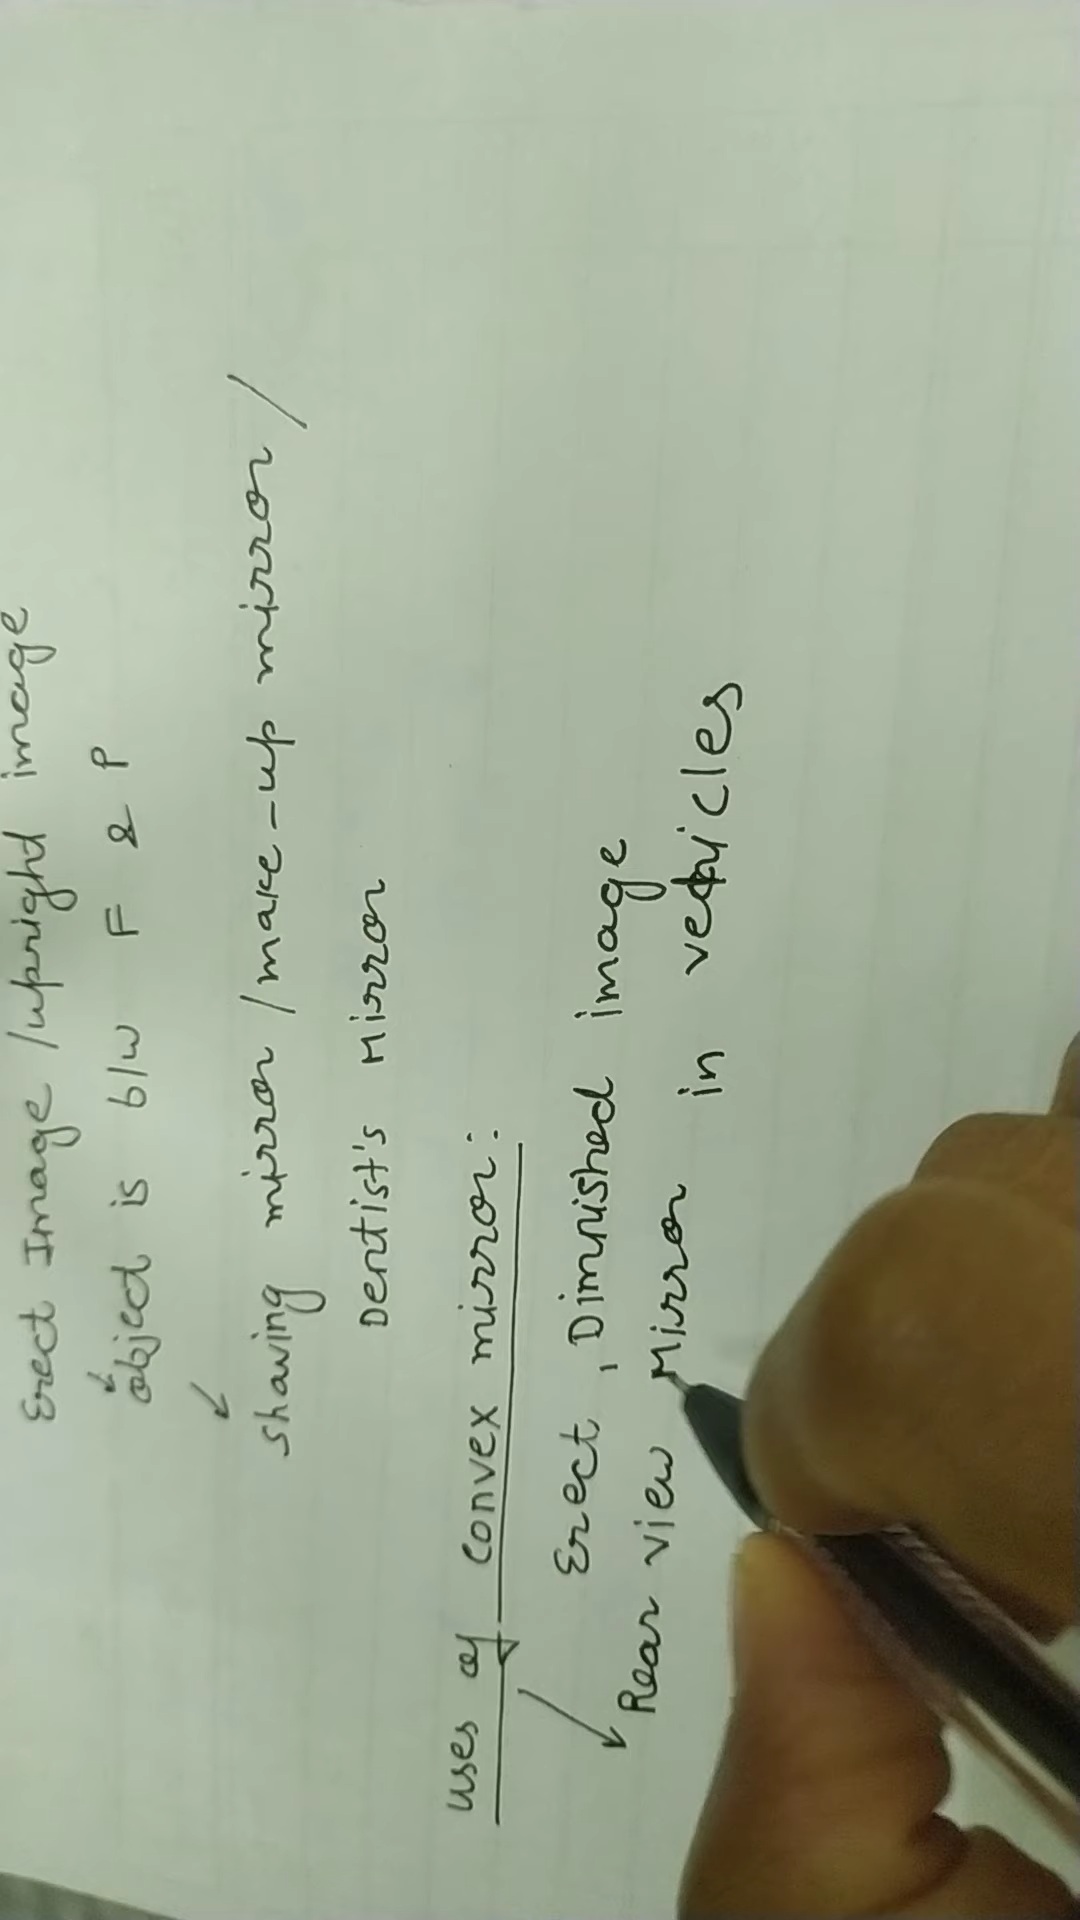 Erect Image /upright image
object is b/w F & P
shaving mirror /make-up mirror /
Dentist's Mirror
uses of convex mirror:
Erect, Diminished image
Rear view Mirror in vehicles